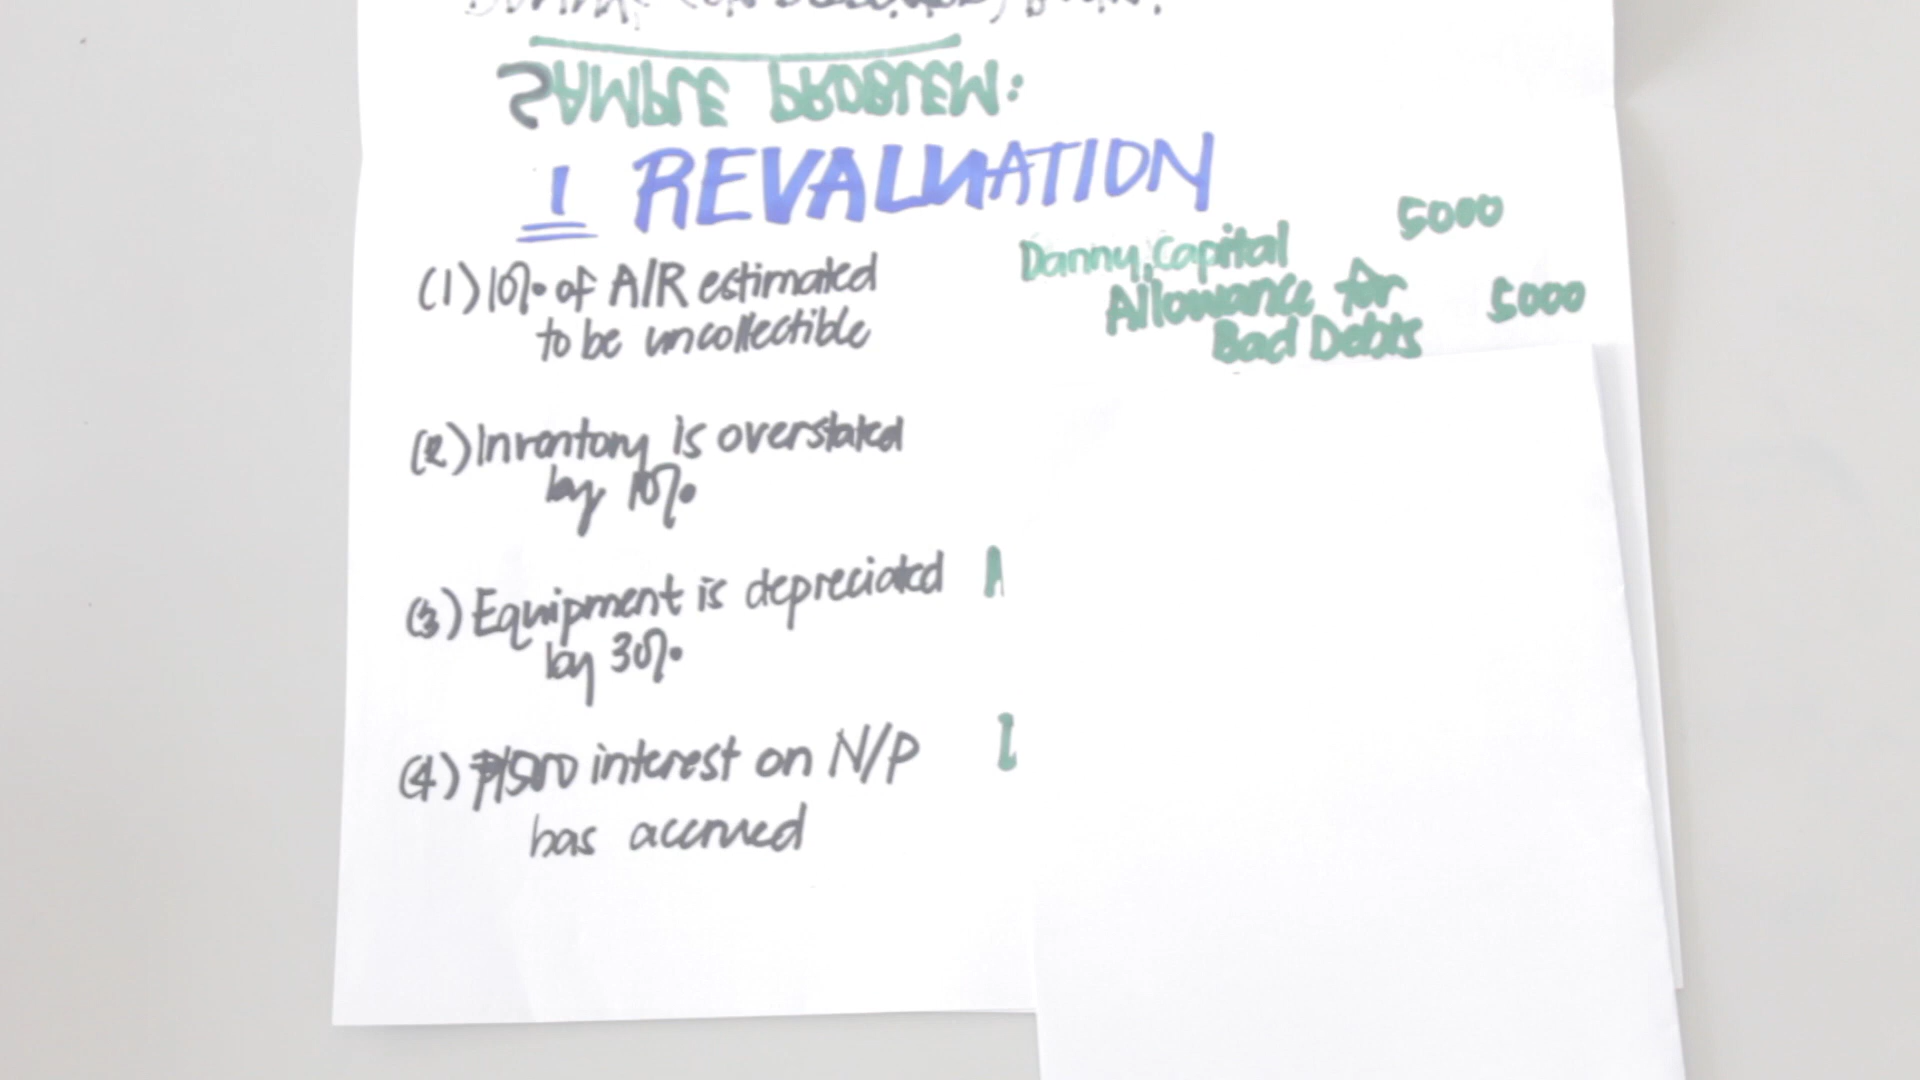 SAMPLE PROBLEM:
1 REVALUATION
(1) 10% of A/R estimated
to be uncollectible
Danny, Capital 5000
Allowance for
Bad Debts 5000
(2) Inventory is overstated
by 10%
(3) Equipment is depreciated
by 30%
(4) ₱1500 interest on N/P
has accrued